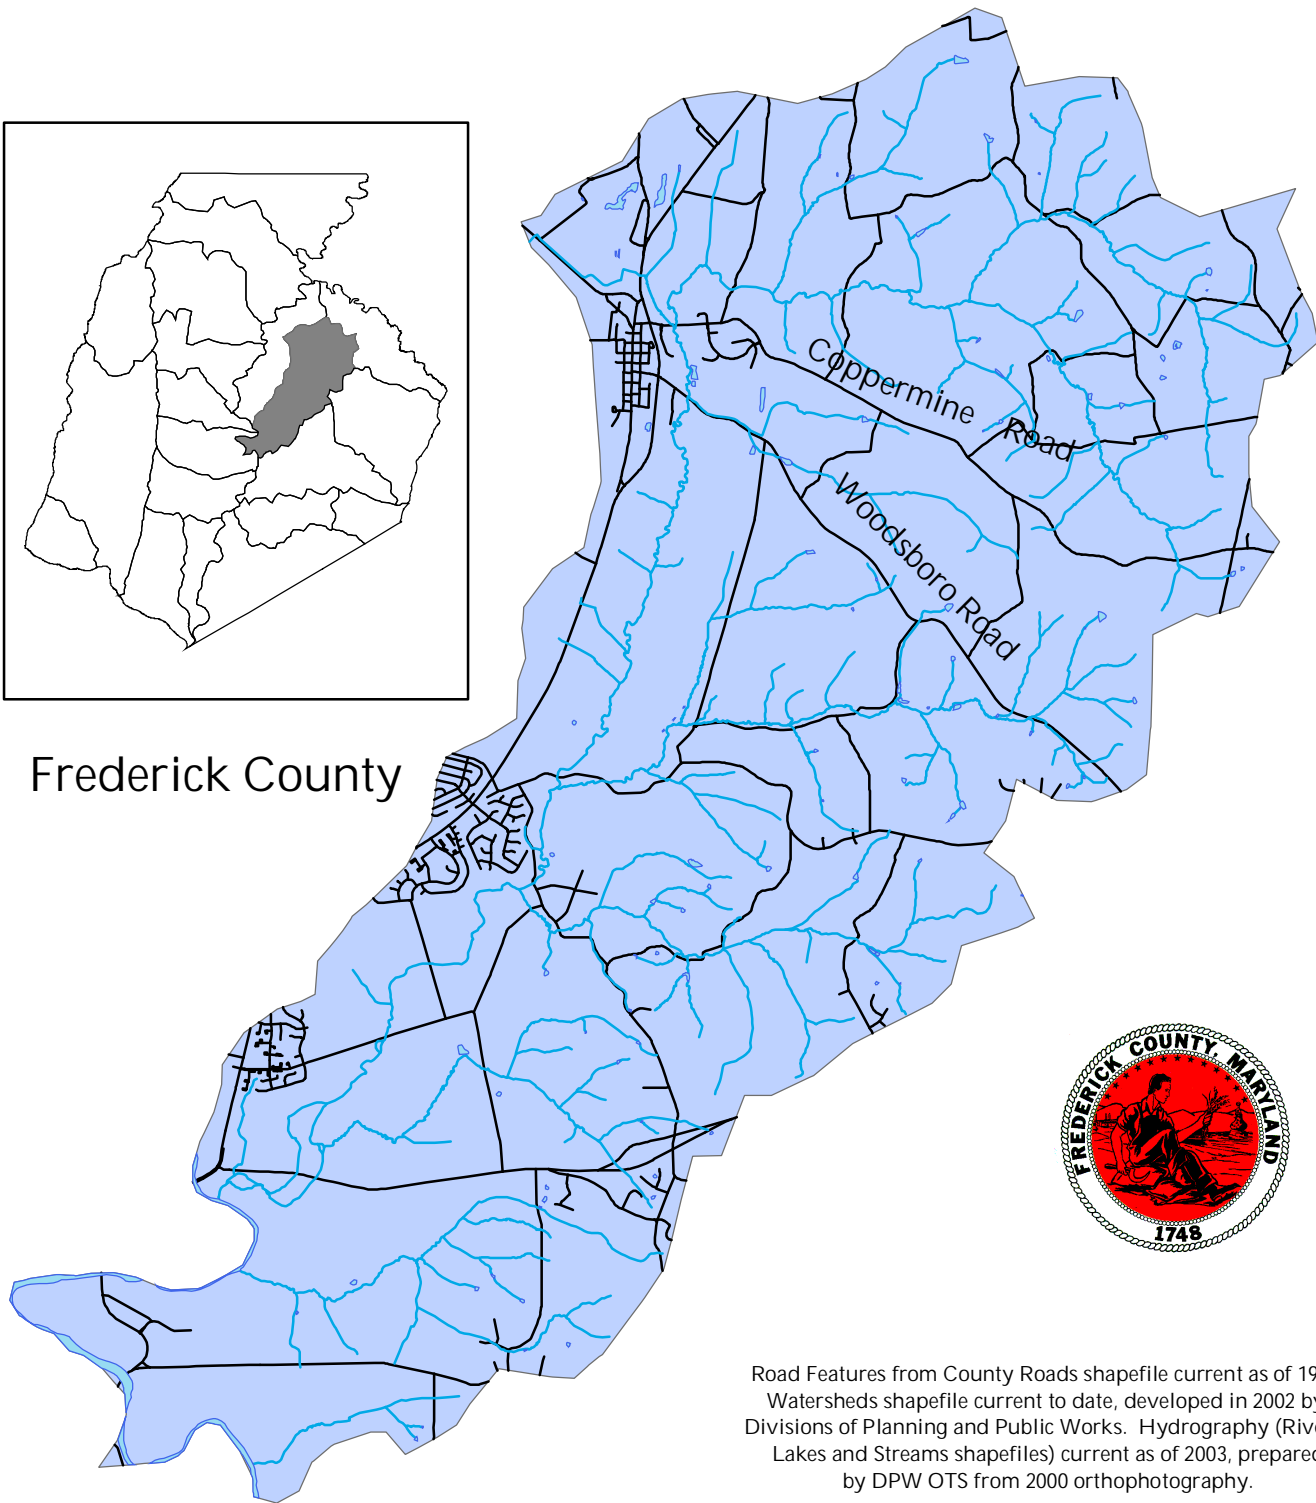 Coppermine Road
Woodsboro Road
Frederick County
FREDERICK COUNTY, MARYLAND
1748
Road Features from County Roads shapefile current as of 19
Watersheds shapefile current to date, developed in 2002 by
Divisions of Planning and Public Works. Hydrography (Rive
Lakes and Streams shapefiles) current as of 2003, prepared
by DPW OTS from 2000 orthophotography.